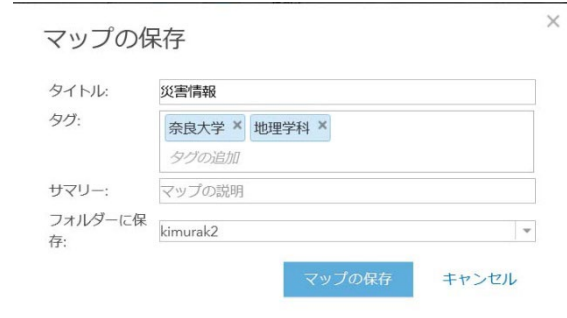 マップの保存
タイトル: 災害情報
タグ: 奈良大学 × 地理学科 ×
タグの追加
サマリー: マップの説明
フォルダーに保
存: kimurak2
マップの保存 キャンセル